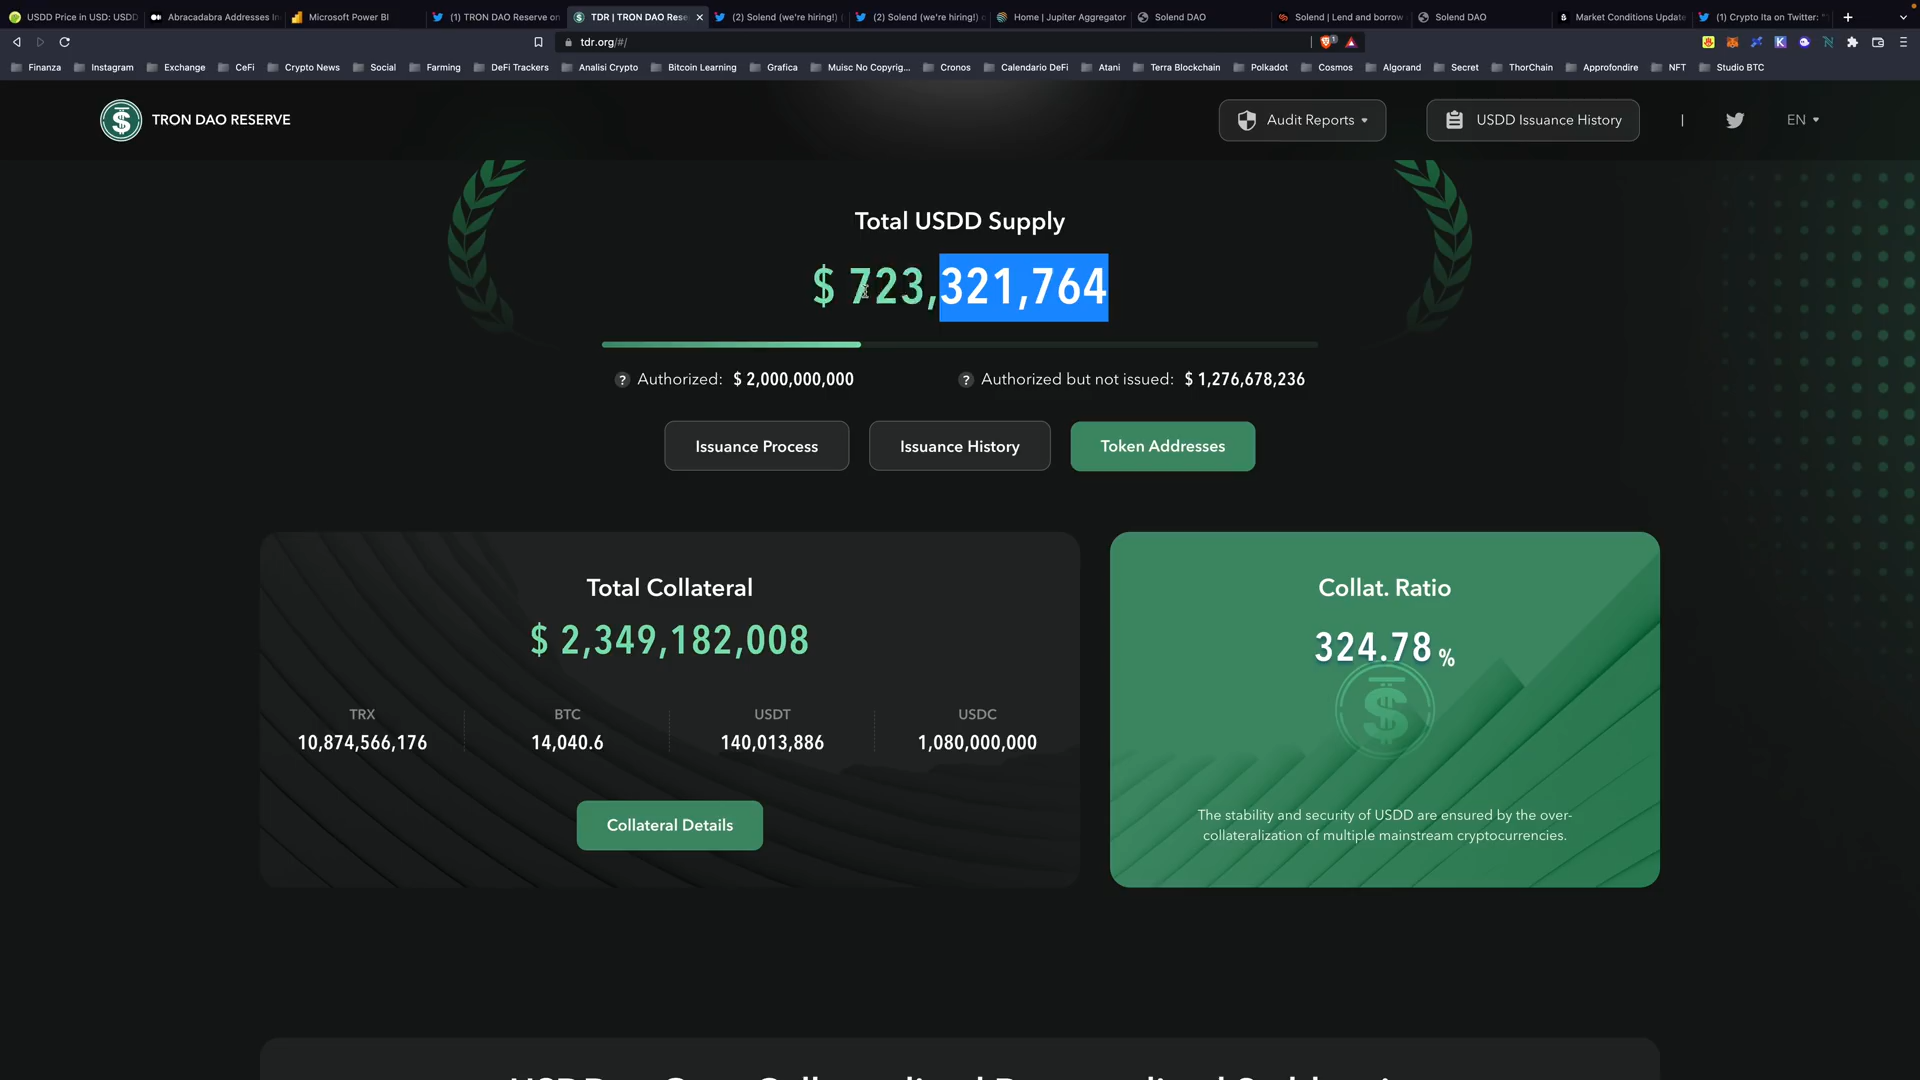 USDD Price in USD: USDD
Abracadabra Addresses In
Microsoft Power BI
(1) TRON DAO Reserve on
TDR | TRON DAO Rese
(2) Solend (we're hiring!) (
(2) Solend (we're hiring!) o
Home | Jupiter Aggregator
Solend DAO
Solend | Lend and borrow
Solend DAO
Market Conditions Update
(1) Crypto Ita on Twitter: "
tdr.org/#/
1
Finanza
Instagram
Exchange
CeFi
Crypto News
Social
Farming
DeFi Trackers
Analisi Crypto
Bitcoin Learning
Grafica
Muisc No Copyrig...
Cronos
Calendario DeFi
Atani
Terra Blockchain
Polkadot
Cosmos
Algorand
Secret
ThorChain
Approfondire
NFT
Studio BTC
TRON DAO RESERVE
Audit Reports
USDD Issuance History
|
EN
Total USDD Supply
$ 723,321,764
? Authorized: $ 2,000,000,000
? Authorized but not issued: $ 1,276,678,236
Issuance Process
Issuance History
Token Addresses
Total Collateral
$ 2,349,182,008
TRX
10,874,566,176
BTC
14,040.6
USDT
140,013,886
USDC
1,080,000,000
Collateral Details
Collat. Ratio
324.78 %
The stability and security of USDD are ensured by the over-
collateralization of multiple mainstream cryptocurrencies.